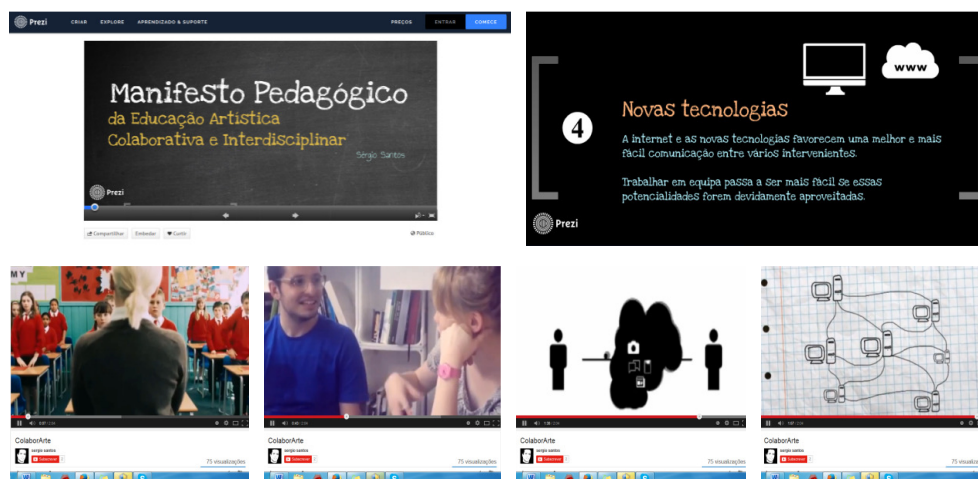 Prezi
CRIAR EXPLORE APRENDIZADO & SUPORTE
PREÇOS ENTRAR COMECE
Manifesto Pedagógico
da Educação Artística
Colaborativa e Interdisciplinar
Sérgio Santos
Prezi
Compartilhar Embedar Curtir
Público
www
4
Novas tecnologias
A internet e as novas tecnologias favorecem uma melhor e mais
fácil comunicação entre vários intervenientes.
Trabalhar em equipa passa a ser mais fácil se essas
potencialidades forem devidamente aproveitadas.
Prezi
MY
ColaborArte
sergio santos
Subscrever
75 visualizações
ColaborArte
sergio santos
Subscrever
75 visualizações
ColaborArte
sergio santos
Subscrever
75 visualizações
ColaborArte
sergio santos
Subscrever